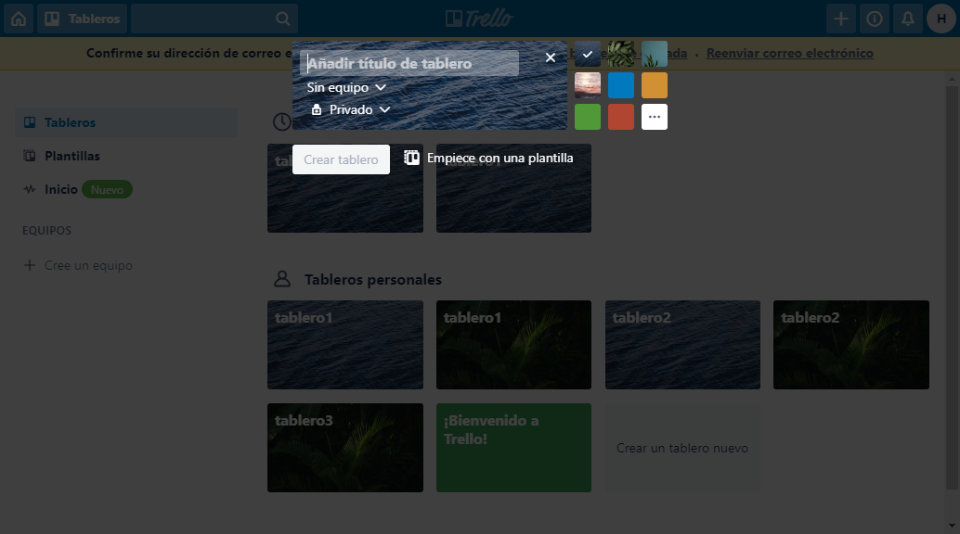 Tableros
Trello
H
Confirme su dirección de correo e
da · Reenviar correo electrónico
Añadir título de tablero
Sin equipo
Privado
Crear tablero
Empiece con una plantilla
Tableros
Plantillas
Inicio Nuevo
EQUIPOS
Cree un equipo
Tableros personales
tablero1
tablero1
tablero2
tablero2
tablero3
¡Bienvenido a
Trello!
Crear un tablero nuevo